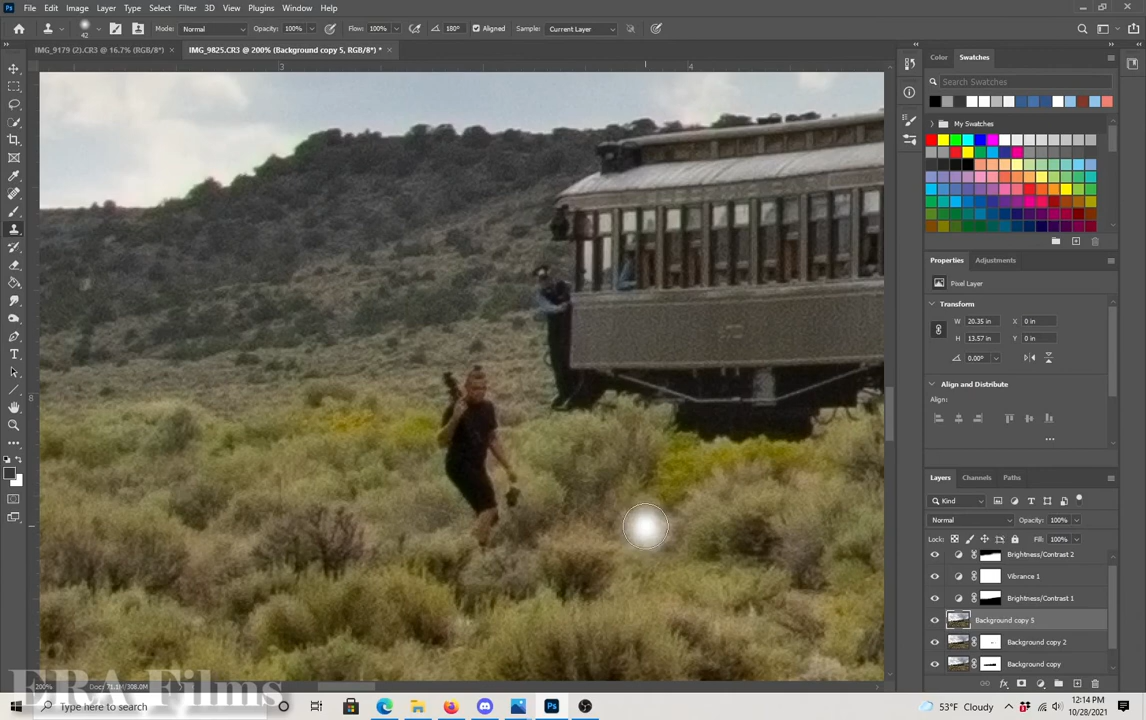 File Edit Image Layer Type Select Filter 3D View Plugins Window Help
42 Mode: Normal Opacity: 100% Flow: 100% 180° Aligned Sample: Current Layer
IMG_9179 (2).CR3 @ 16.7% (RGB/8*) × IMG_9825.CR3 @ 200% (Background copy 5, RGB/8*) * ×
3 4
8
Color Swatches
Search Swatches
My Swatches
Properties Adjustments
Pixel Layer
Transform
W 20.35 in X 0 in
H 13.57 in Y 0 in
0.00°
Align and Distribute
Align:
Layers Channels Paths
Kind
Normal Opacity: 100%
Lock: Fill: 100%
Brightness/Contrast 2
Vibrance 1
Brightness/Contrast 1
Background copy 5
Background copy 2
Background copy
200% Doc: 71.1M/308.0M
ERA Films
Type here to search
53°F Cloudy
12:14 PM
10/28/2021